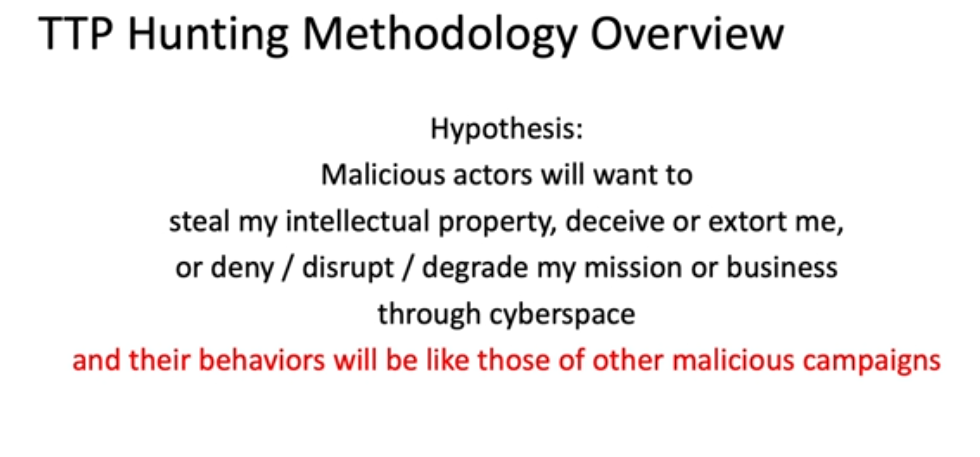 TTP Hunting Methodology Overview
Hypothesis:
Malicious actors will want to
steal my intellectual property, deceive or extort me,
or deny / disrupt / degrade my mission or business
through cyberspace
and their behaviors will be like those of other malicious campaigns